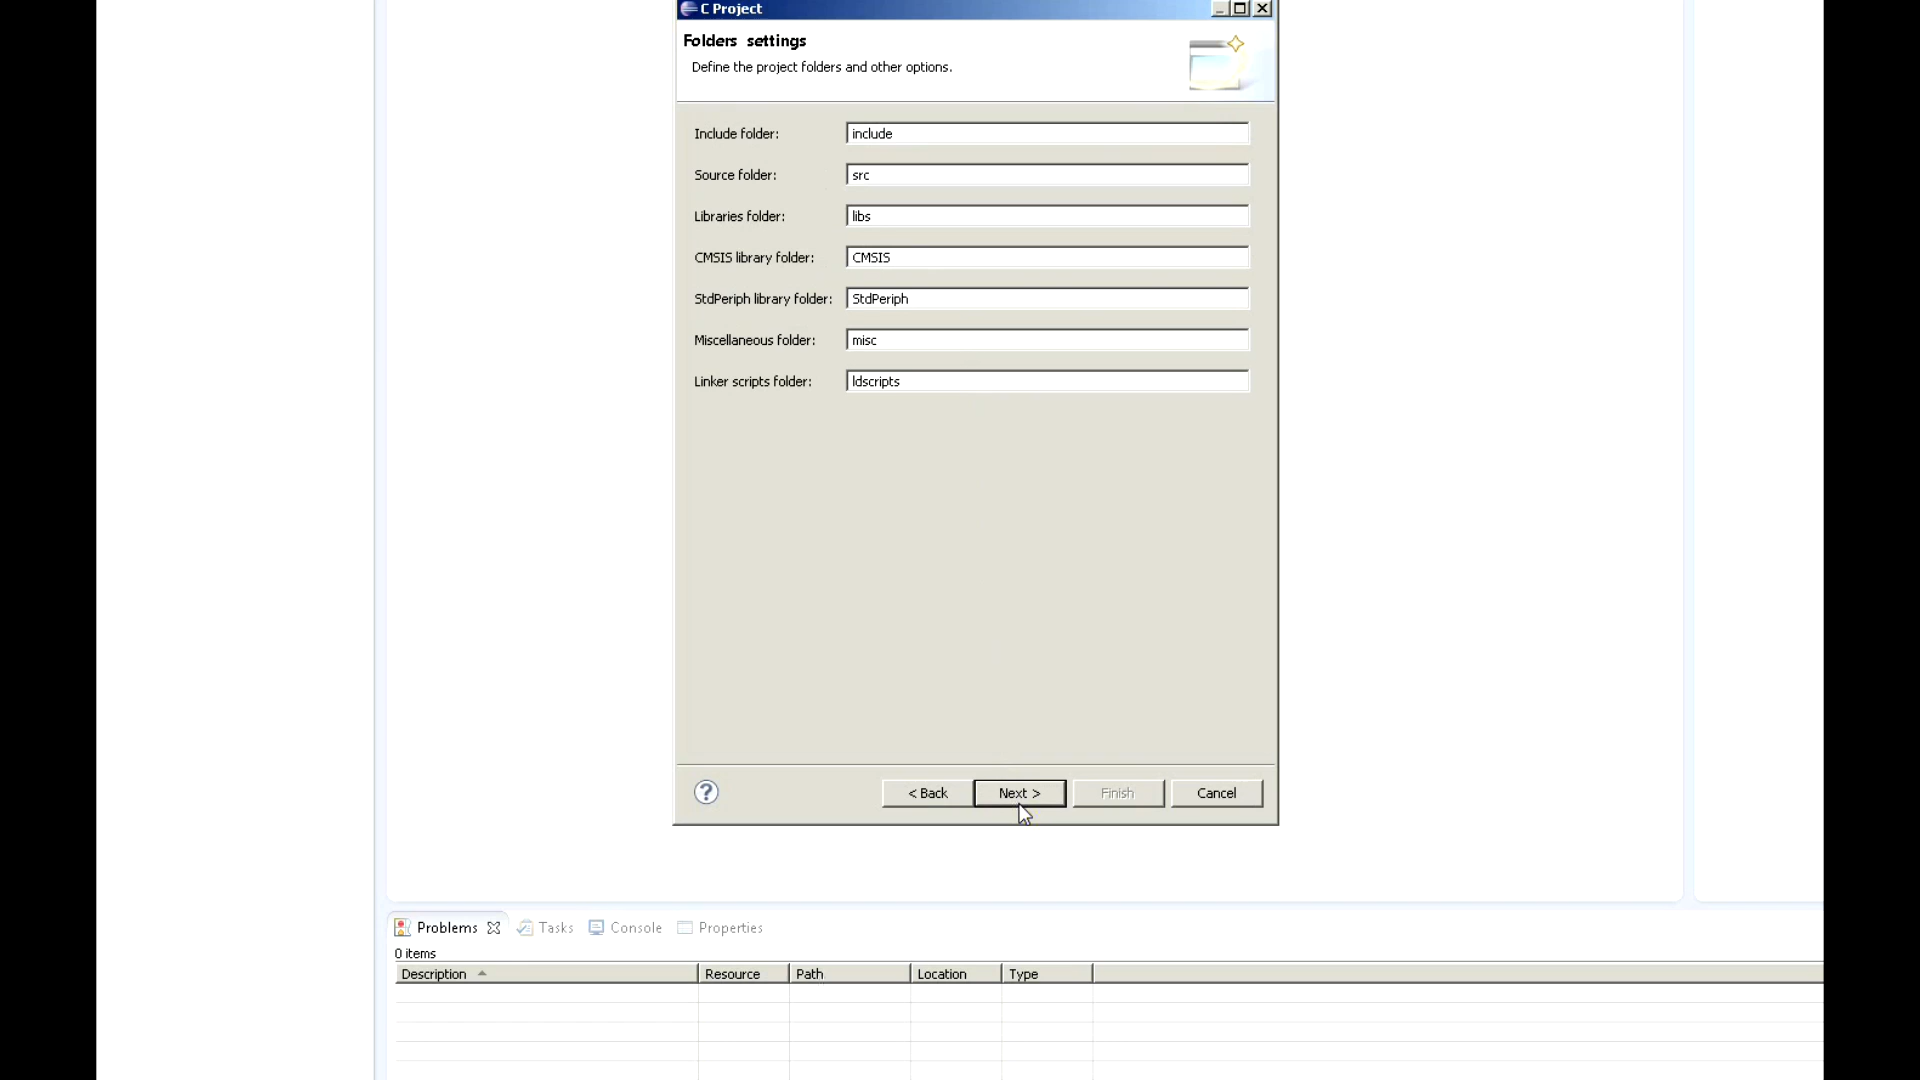 C Project
Folders settings
Define the project folders and other options.
Include folder: include
Source folder: src
Libraries folder: libs
CMSIS library folder: CMSIS
StdPeriph library folder: StdPeriph
Miscellaneous folder: misc
Linker scripts folder: ldscripts
< Back Next > Finish Cancel
Problems Tasks Console Properties
0 items
Description Resource Path Location Type